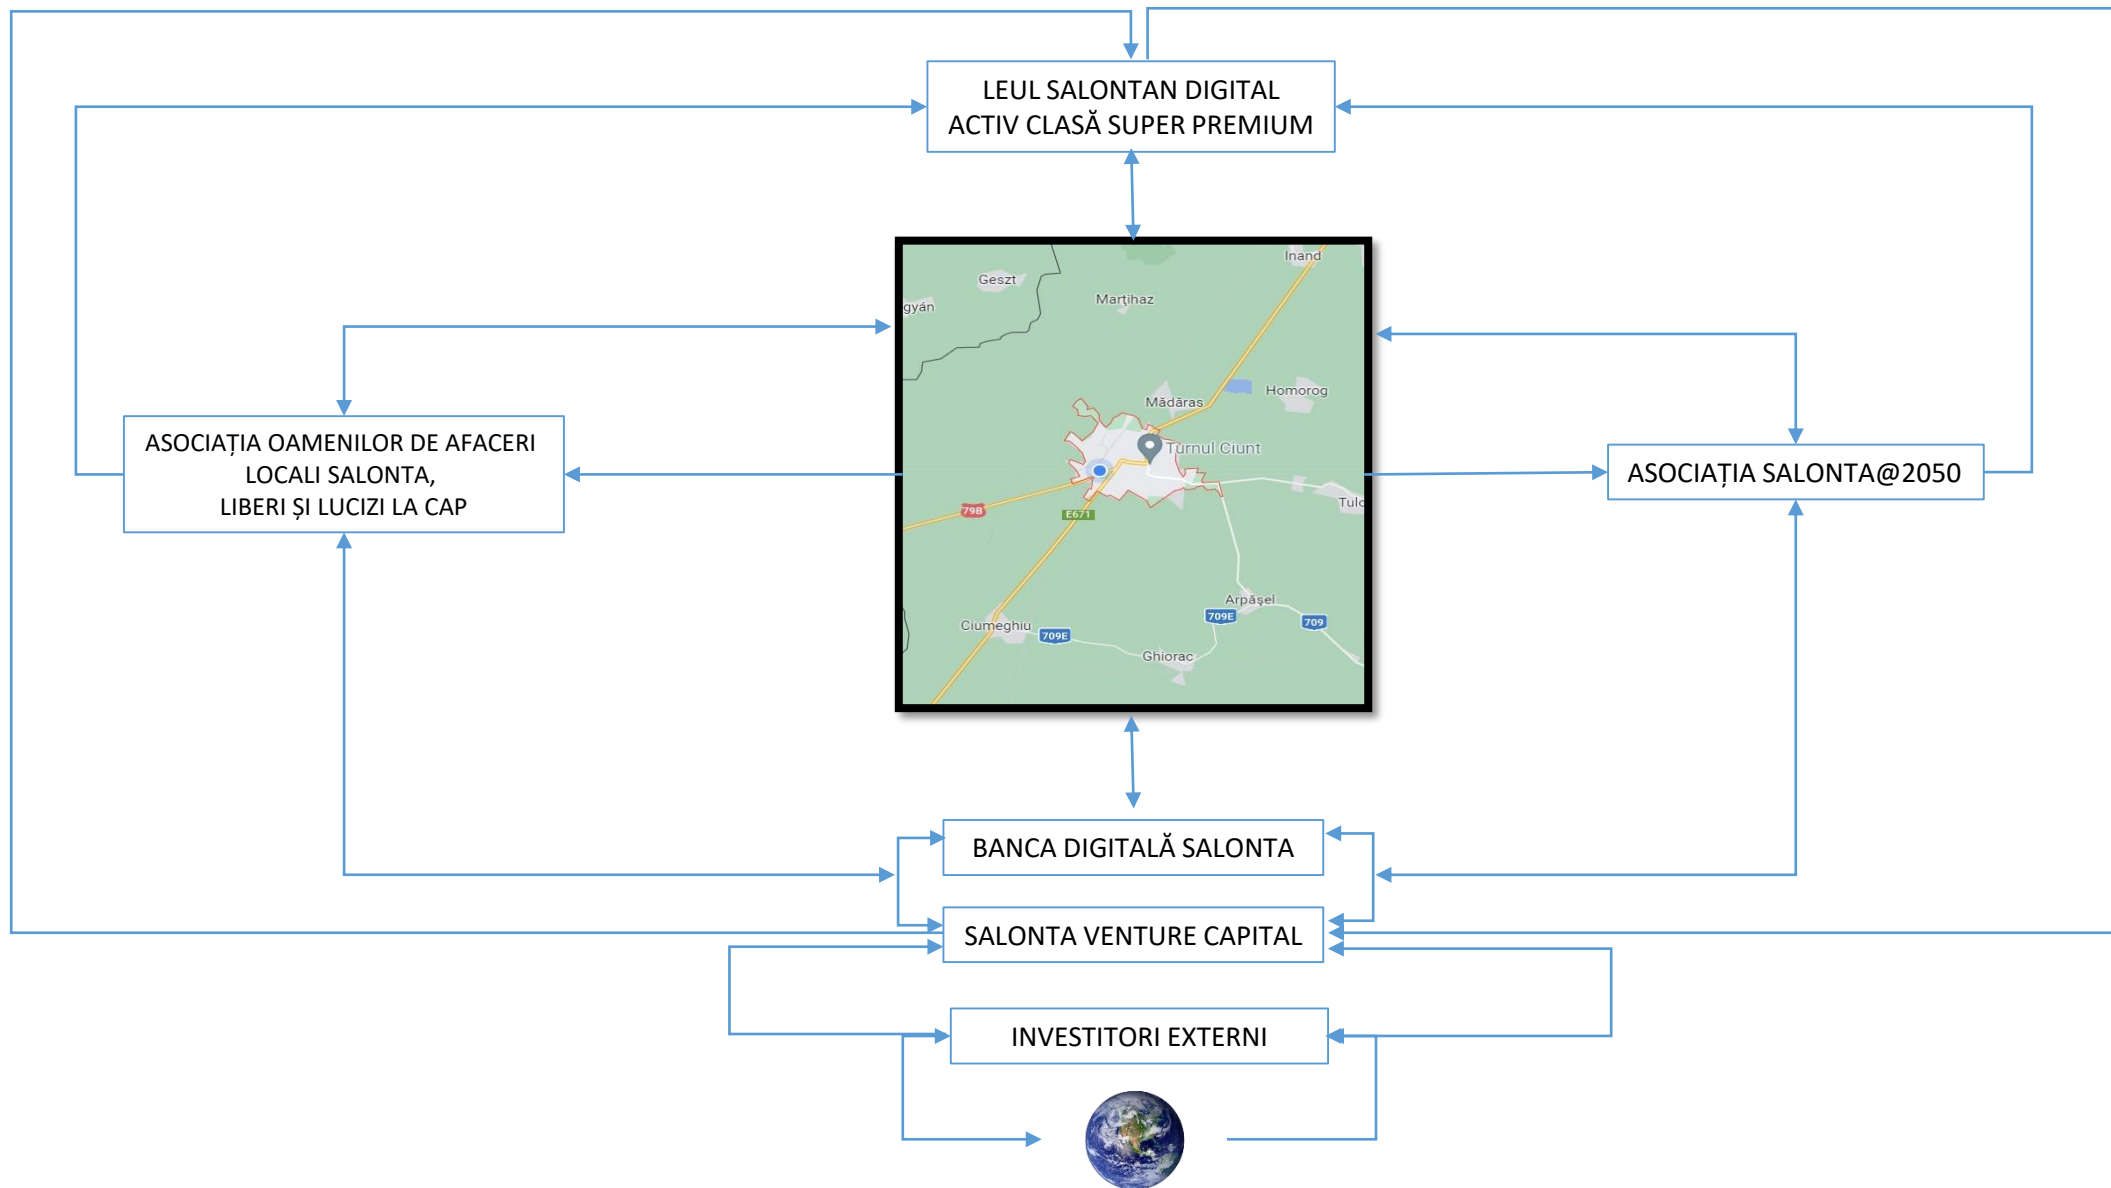 LEUL SALONTAN DIGITAL
ACTIV CLASĂ SUPER PREMIUM
Inand
Geszt
Marţihaz
gyán
Homorog
Mădăras
Turnul Ciunt
ASOCIAȚIA OAMENILOR DE AFACERI
LOCALI SALONTA,
LIBERI ȘI LUCIZI LA CAP
ASOCIAȚIA SALONTA@2050
Tulc
79B
E671
Arpăşel
709E
709
Ciumeghiu
709E
Ghiorac
BANCA DIGITALĂ SALONTA
SALONTA VENTURE CAPITAL
INVESTITORI EXTERNI